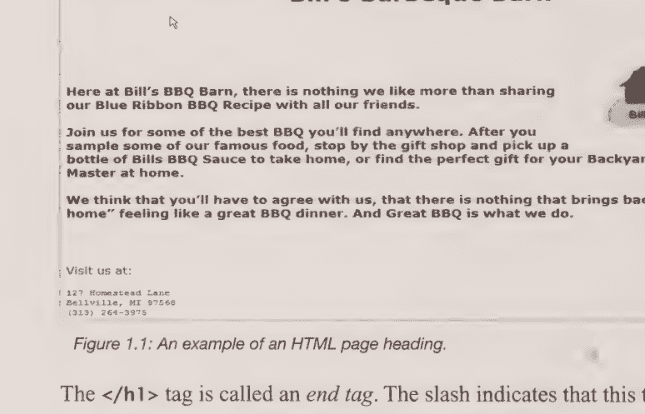 Bill's Barbeque Barn
Here at Bill's BBQ Barn, there is nothing we like more than sharing
our Blue Ribbon BBQ Recipe with all our friends.
Join us for some of the best BBQ you'll find anywhere. After you
sample some of our famous food, stop by the gift shop and pick up a
bottle of Bills BBQ Sauce to take home, or find the perfect gift for your
Master at home.
We think that you'll have to agree with us, that there is nothing that brings
home" feeling like a great BBQ dinner. And Great BBQ is what we do.
Visit us at:
127 Homestead Lane
Bellville, MI 97568
(313) 264-3975
Figure 1.1: An example of an HTML page heading.
The </h1> tag is called an end tag. The slash indicates that this